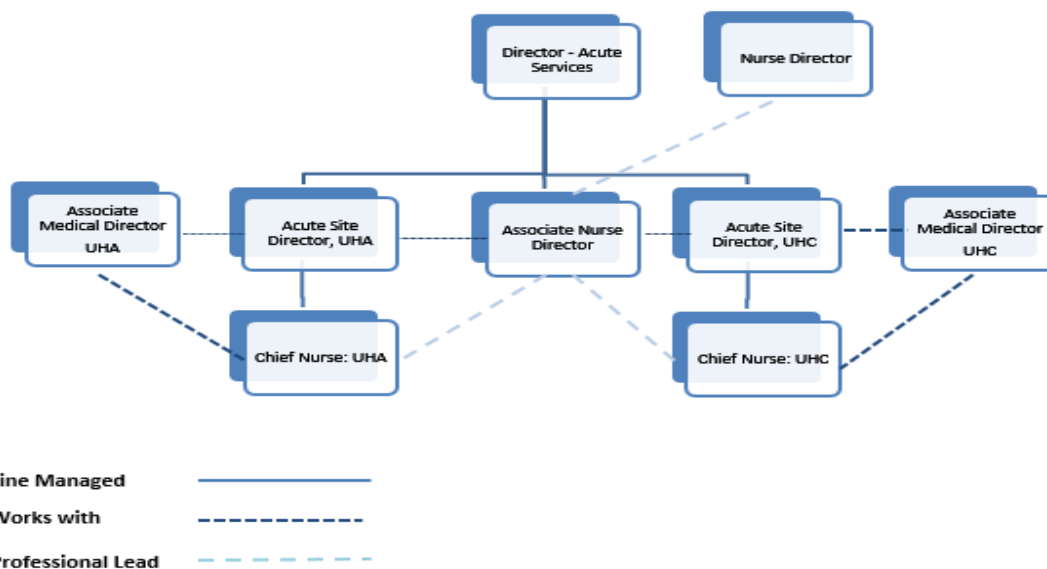 Director - Acute
Services
Nurse Director
Associate
Medical Director
UHA
Acute Site
Director, UHA
Associate Nurse
Director
Acute Site
Director, UHC
Associate
Medical Director
UHC
Chief Nurse: UHA
Chief Nurse: UHC
ine Managed
Works with
Professional Lead